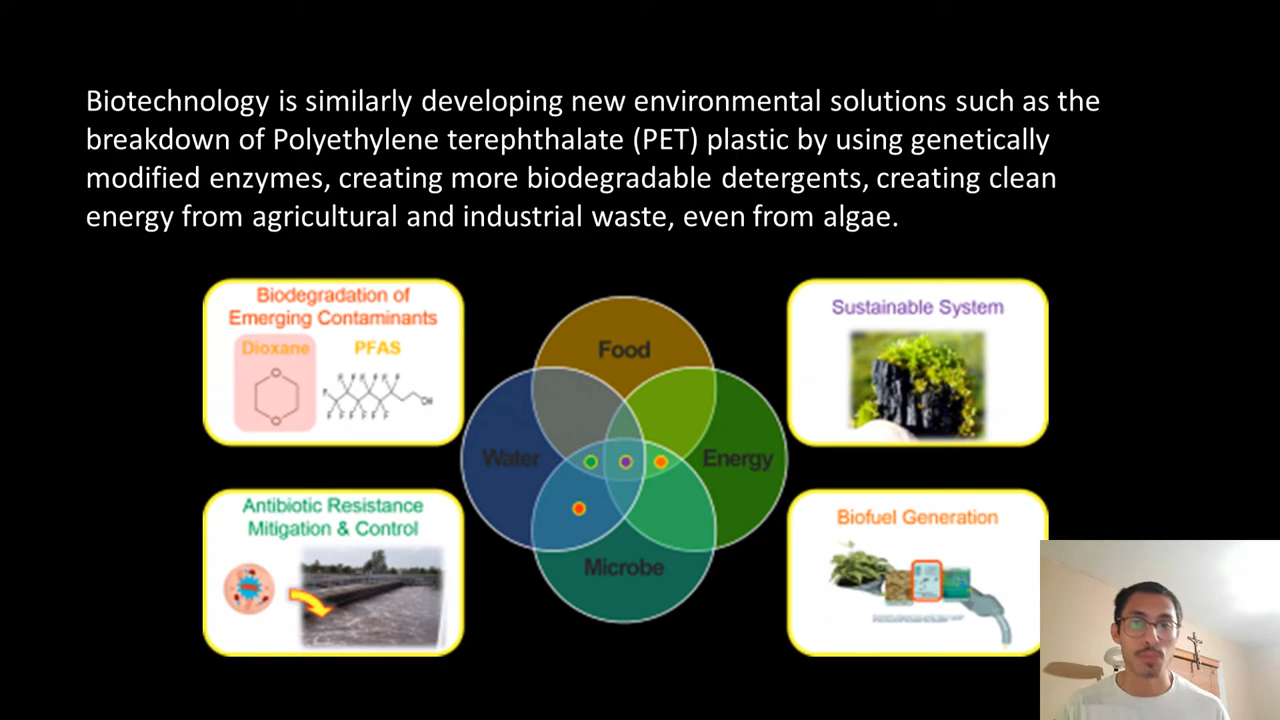 Biotechnology is similarly developing new environmental solutions such as the
breakdown of Polyethylene terephthalate (PET) plastic by using genetically
modified enzymes, creating more biodegradable detergents, creating clean
energy from agricultural and industrial waste, even from algae.
Biodegradation of
Emerging Contaminants
Dioxane
PFAS
Food
Water
Energy
Microbe
Sustainable System
Antibiotic Resistance
Mitigation & Control
Biofuel Generation